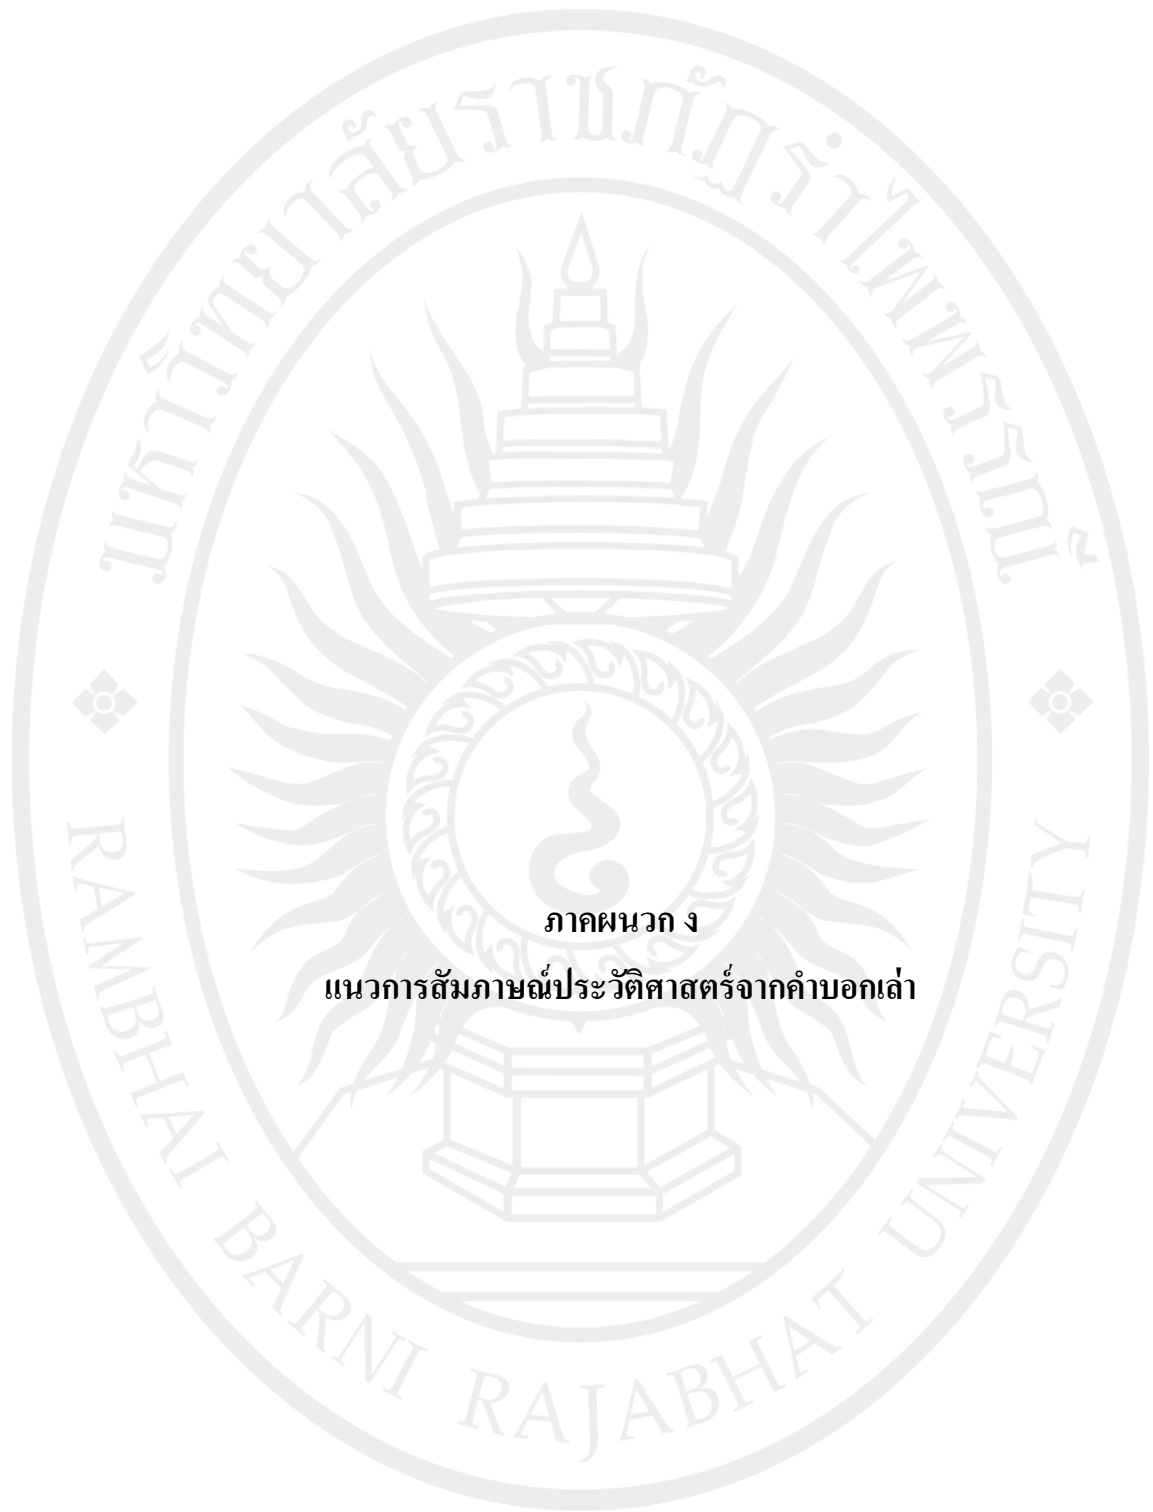 มหาวิทยาลัยราชภัฏรำไพพรรณี
ภาคผนวก ง
แนวการสัมภาษณ์ประวัติศาสตร์จากคำบอกเล่า
RAMBHAI BARNI RAJABHAT UNIVERSITY